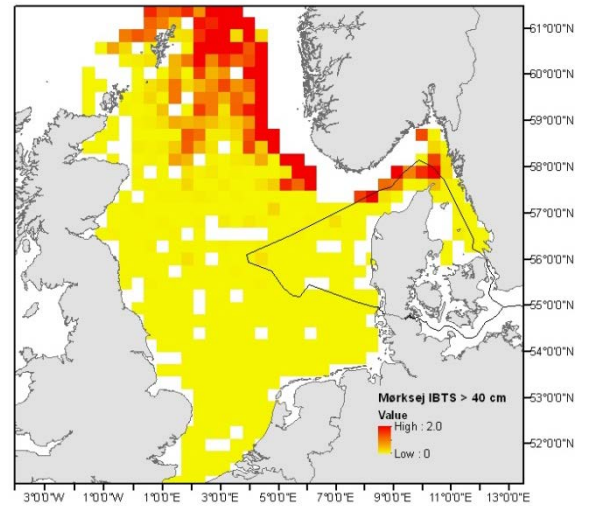 61°0'0"N
60°0'0"N
59°0'0"N
58°0'0"N
57°0'0"N
56°0'0"N
55°0'0"N
54°0'0"N
53°0'0"N
52°0'0"N
Mørksej IBTS > 40 cm
Value
High : 2.0
Low : 0
3°0'0"W 1°0'0"W 1°0'0"E 3°0'0"E 5°0'0"E 7°0'0"E 9°0'0"E 11°0'0"E 13°0'0"E